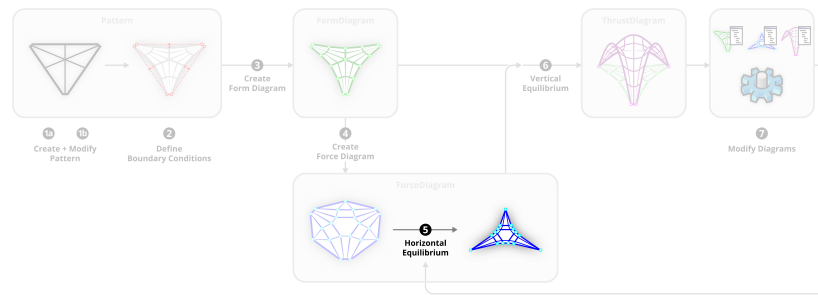 Pattern
FormDiagram
ThrustDiagram
3
Create
Form Diagram
6
Vertical
Equilibrium
1a
1b
Create + Modify
Pattern
2
Define
Boundary Conditions
4
Create
Force Diagram
7
Modify Diagrams
ForceDiagram
5
Horizontal
Equilibrium